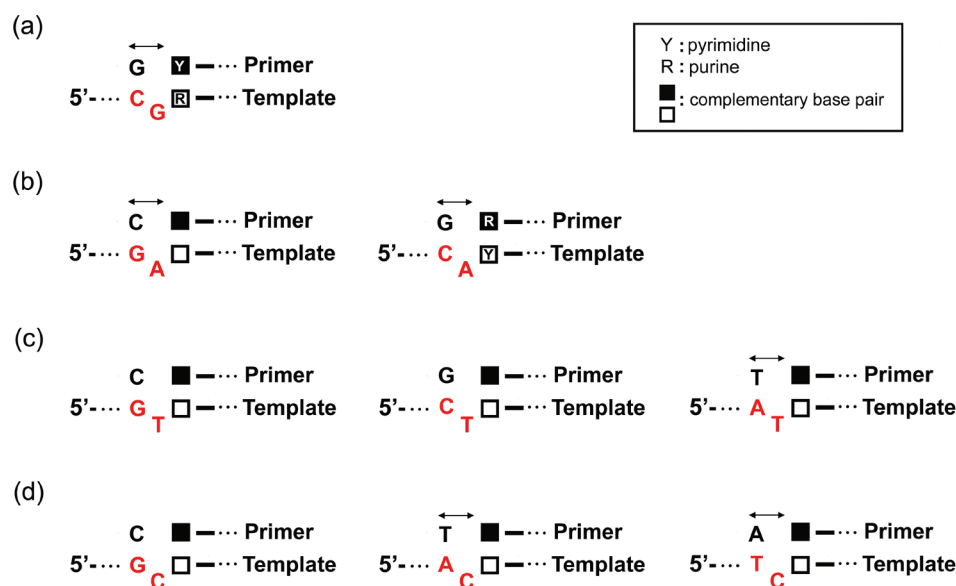 (a)
G Y Primer
5'-···· C G R Template
Y : pyrimidine
R : purine
: complementary base pair
(b)
C Primer
5'-···· G A Template
G R Primer
5'-···· C A Y Template
(c)
C Primer
5'-···· G T Template
G Primer
5'-···· C T Template
T Primer
5'-···· A T Template
(d)
C Primer
5'-···· G C Template
T Primer
5'-···· A C Template
A Primer
5'-···· T C Template